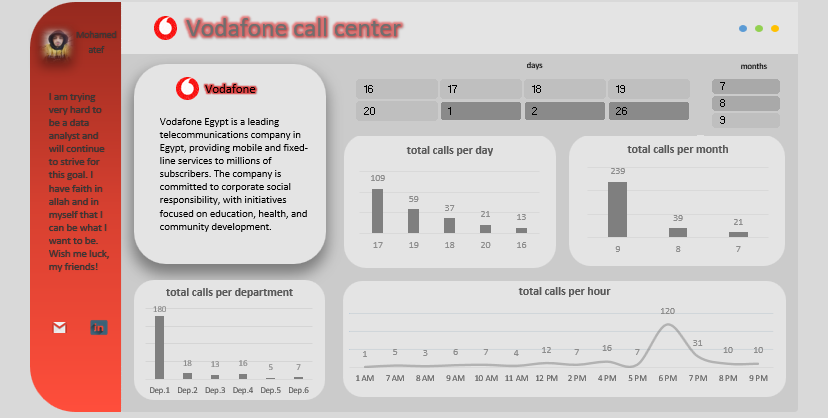 Mohamed
atef
I am trying
very hard to
be a data
analyst and
will continue
to strive for
this goal. I
have faith in
allah and in
myself that I
can be what I
want to be.
Wish me luck,
my friends!
in
Vodafone call center
Vodafone
Vodafone Egypt is a leading
telecommunications company in
Egypt, providing mobile and fixed-
line services to millions of
subscribers. The company is
committed to corporate social
responsibility, with initiatives
focused on education, health, and
community development.
days
16 17 18 19
20 1 2 26
months
7
8
9
total calls per day
109
59
37
21
13
17 19 18 20 16
total calls per month
239
39
21
9 8 7
total calls per department
180
18 13 16 5 7
Dep.1 Dep.2 Dep.3 Dep.4 Dep.5 Dep.6
total calls per hour
1 5 3 6 7 4 12 7 16 7 120 31 10 10
1 AM 7 AM 8 AM 9 AM 10 AM 11 AM 12 PM 2 PM 4 PM 5 PM 6 PM 7 PM 8 PM 9 PM